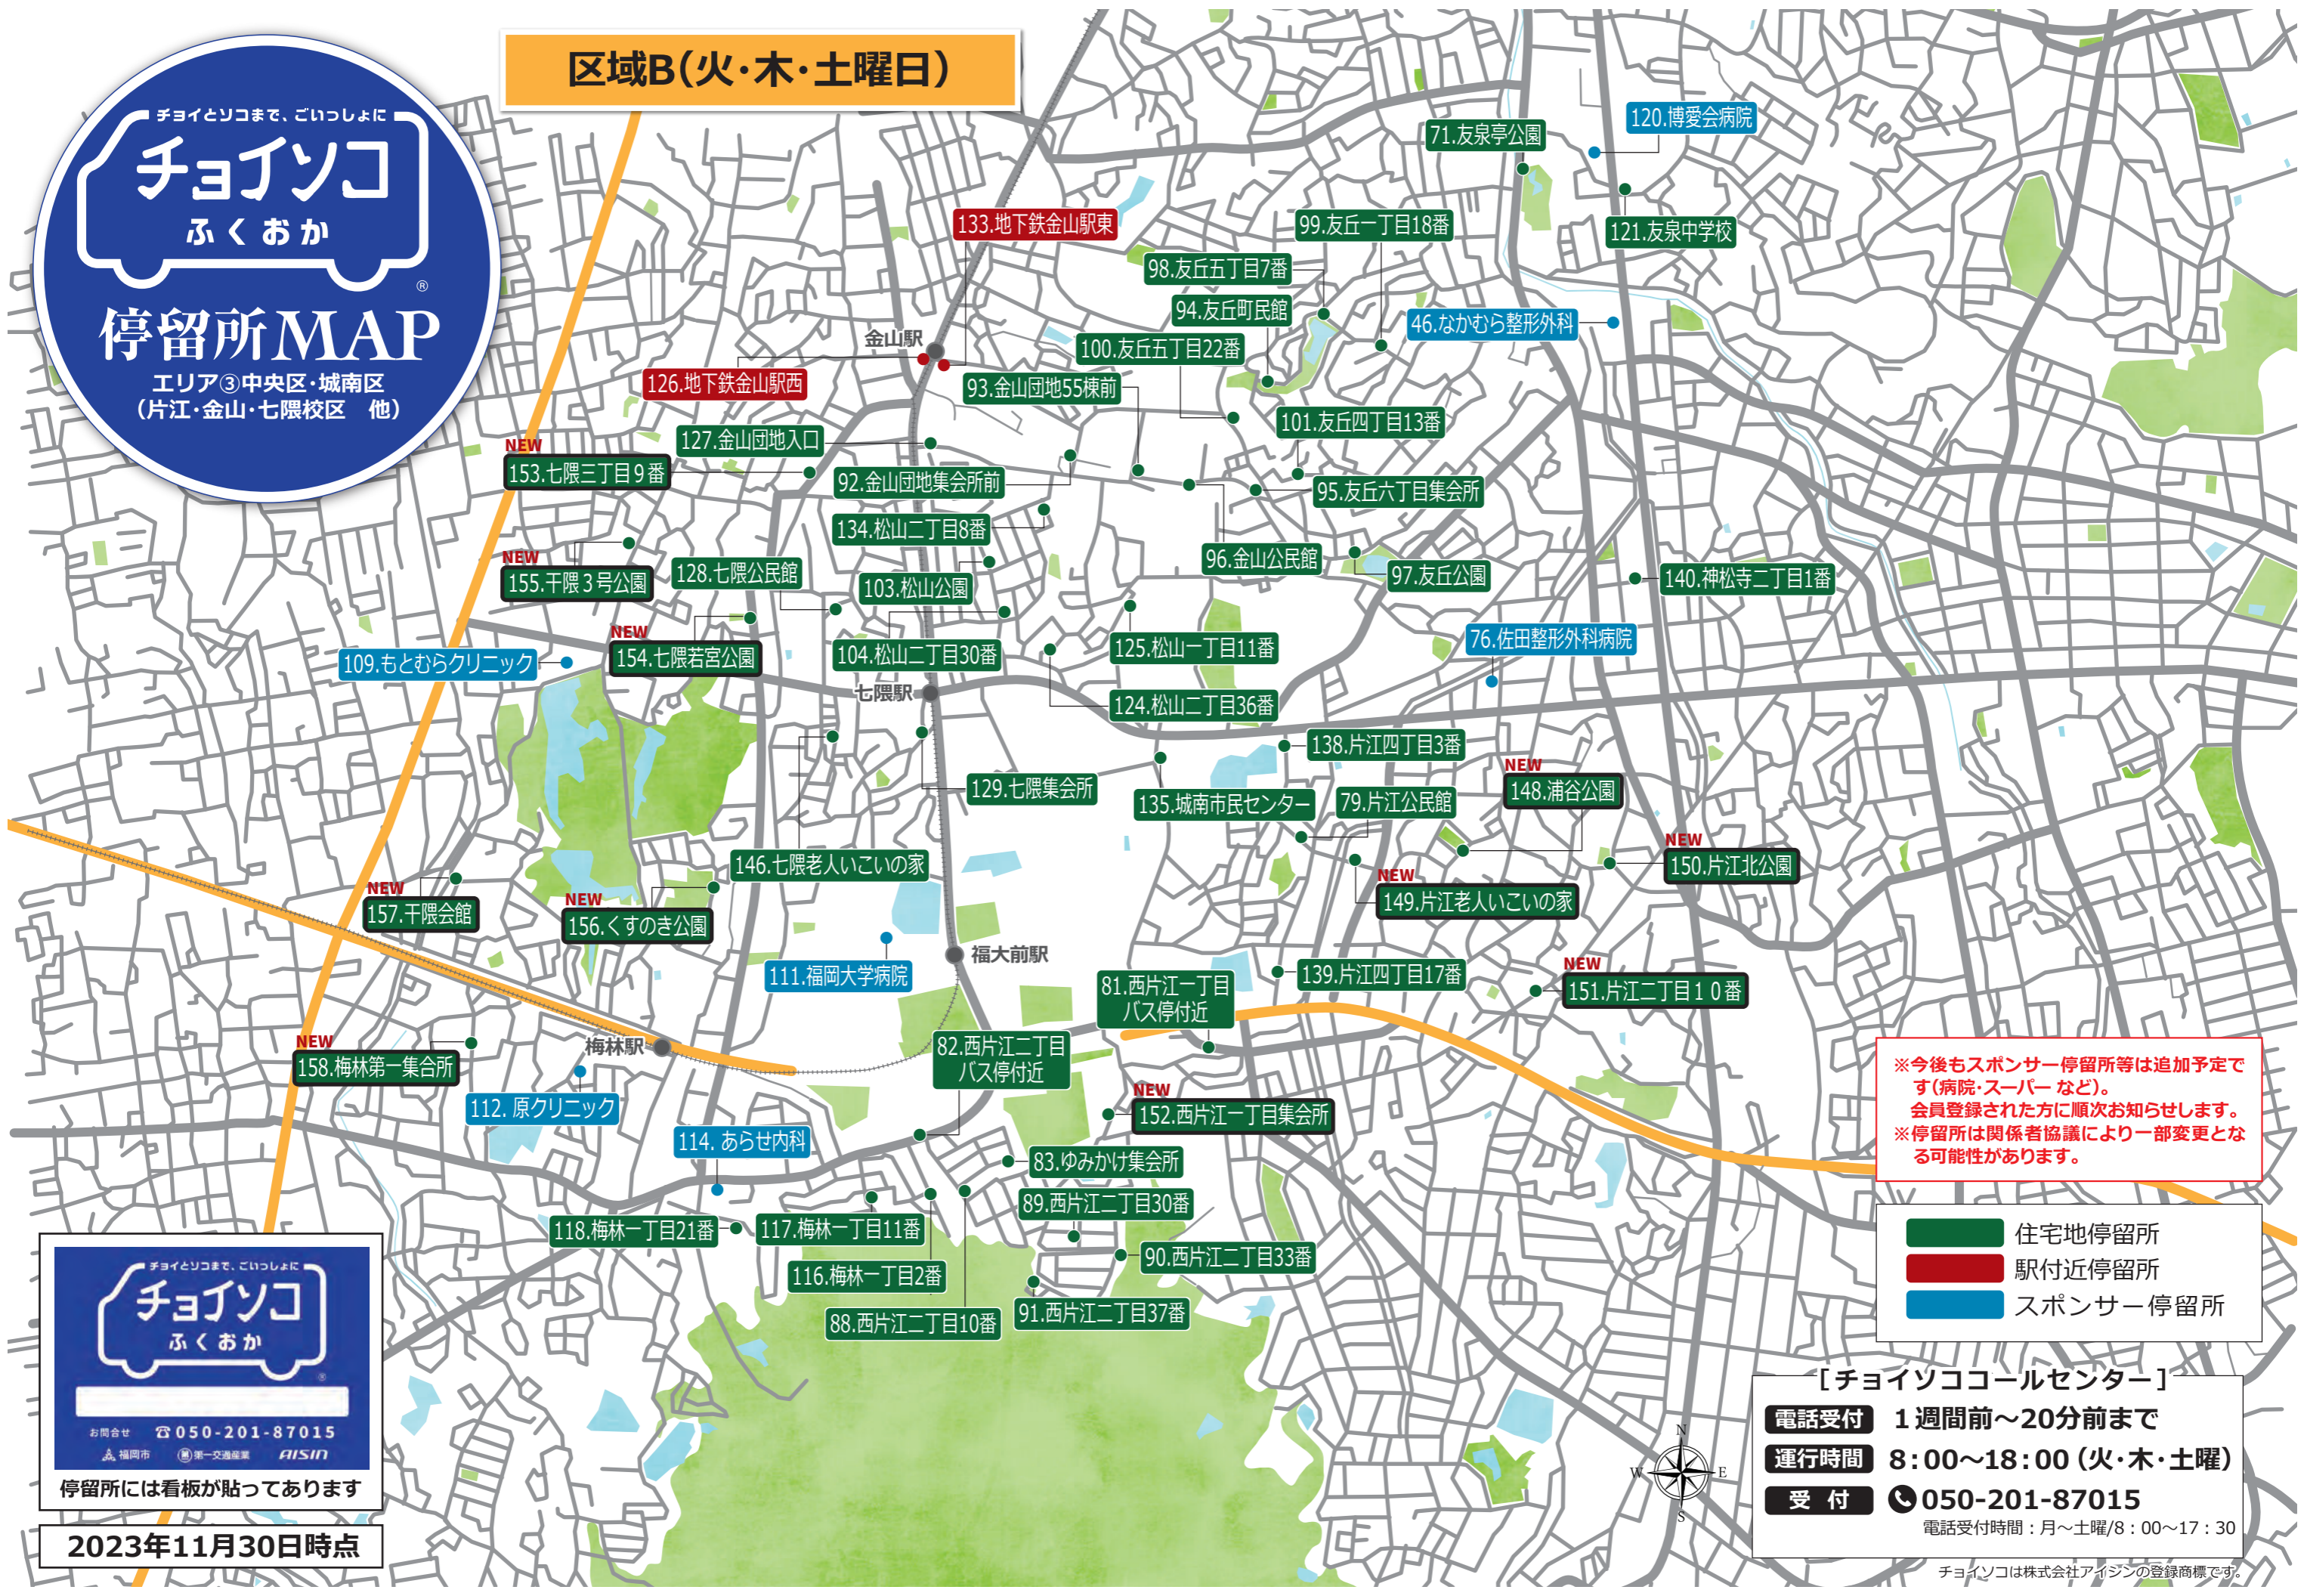 区域B（火・木・土曜日）
チョイとソコまで、ごいっしょに
チョイソコ
ふくおか
®
停留所MAP
エリア③中央区・城南区
（片江・金山・七隈校区　他）
71.友泉亭公園
120.博愛会病院
121.友泉中学校
133.地下鉄金山駅東
99.友丘一丁目18番
98.友丘五丁目7番
94.友丘町民館
46.なかむら整形外科
金山駅
100.友丘五丁目22番
126.地下鉄金山駅西
93.金山団地55棟前
101.友丘四丁目13番
127.金山団地入口
NEW
153.七隈三丁目９番
92.金山団地集会所前
95.友丘六丁目集会所
134.松山二丁目8番
NEW
155.干隈３号公園
128.七隈公民館
103.松山公園
96.金山公民館
97.友丘公園
140.神松寺二丁目1番
NEW
154.七隈若宮公園
109.もとむらクリニック
104.松山二丁目30番
125.松山一丁目11番
76.佐田整形外科病院
七隈駅
124.松山二丁目36番
138.片江四丁目3番
129.七隈集会所
135.城南市民センター
79.片江公民館
NEW
148.浦谷公園
146.七隈老人いこいの家
NEW
150.片江北公園
NEW
149.片江老人いこいの家
NEW
157.干隈会館
NEW
156.くすのき公園
福大前駅
111.福岡大学病院
139.片江四丁目17番
NEW
151.片江二丁目１０番
81.西片江一丁目
バス停付近
82.西片江二丁目
バス停付近
梅林駅
NEW
158.梅林第一集合所
112. 原クリニック
NEW
152.西片江一丁目集会所
114. あらせ内科
83.ゆみかけ集会所
89.西片江二丁目30番
118.梅林一丁目21番
117.梅林一丁目11番
90.西片江二丁目33番
116.梅林一丁目2番
88.西片江二丁目10番
91.西片江二丁目37番
※今後もスポンサー停留所等は追加予定で
す（病院・スーパー など）。
会員登録された方に順次お知らせします。
※停留所は関係者協議により一部変更とな
る可能性があります。
住宅地停留所
駅付近停留所
スポンサー停留所
チョイとソコまで、ごいっしょに
チョイソコ
ふくおか
®
お問合せ ☎050-201-87015
福岡市 第一交通産業 AISIN
停留所には看板が貼ってあります
2023年11月30日時点
N
W E
S
［チョイソココールセンター］
電話受付 １週間前～20分前まで
運行時間 8：00～18：00（火・木・土曜）
受　付 050-201-87015
電話受付時間：月～土曜/8：00～17：30
チョイソコは株式会社アイシンの登録商標です。